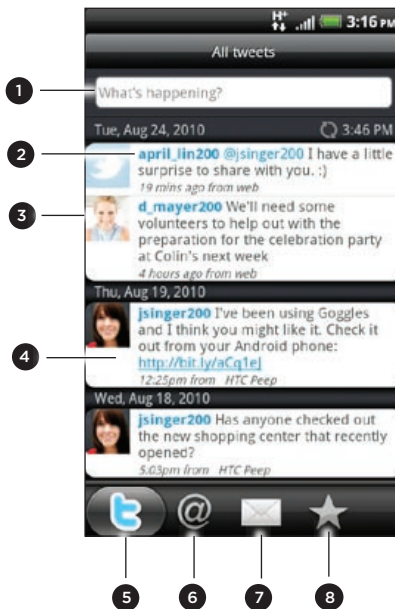 H+ 3:16 PM
All tweets
1
What's happening?
Tue, Aug 24, 2010 3:46 PM
2
april_lin200 @jsinger200 I have a little
surprise to share with you. :)
19 mins ago from web
3
d_mayer200 We'll need some
volunteers to help out with the
preparation for the celebration party
at Colin's next week
4 hours ago from web
Thu, Aug 19, 2010
jsinger200 I've been using Goggles
and I think you might like it. Check it
4
out from your Android phone:
http://bit.ly/aCq1eJ
12:25pm from HTC Peep
Wed, Aug 18, 2010
jsinger200 Has anyone checked out
the new shopping center that recently
opened?
5:03pm from HTC Peep
@
5 6 7 8